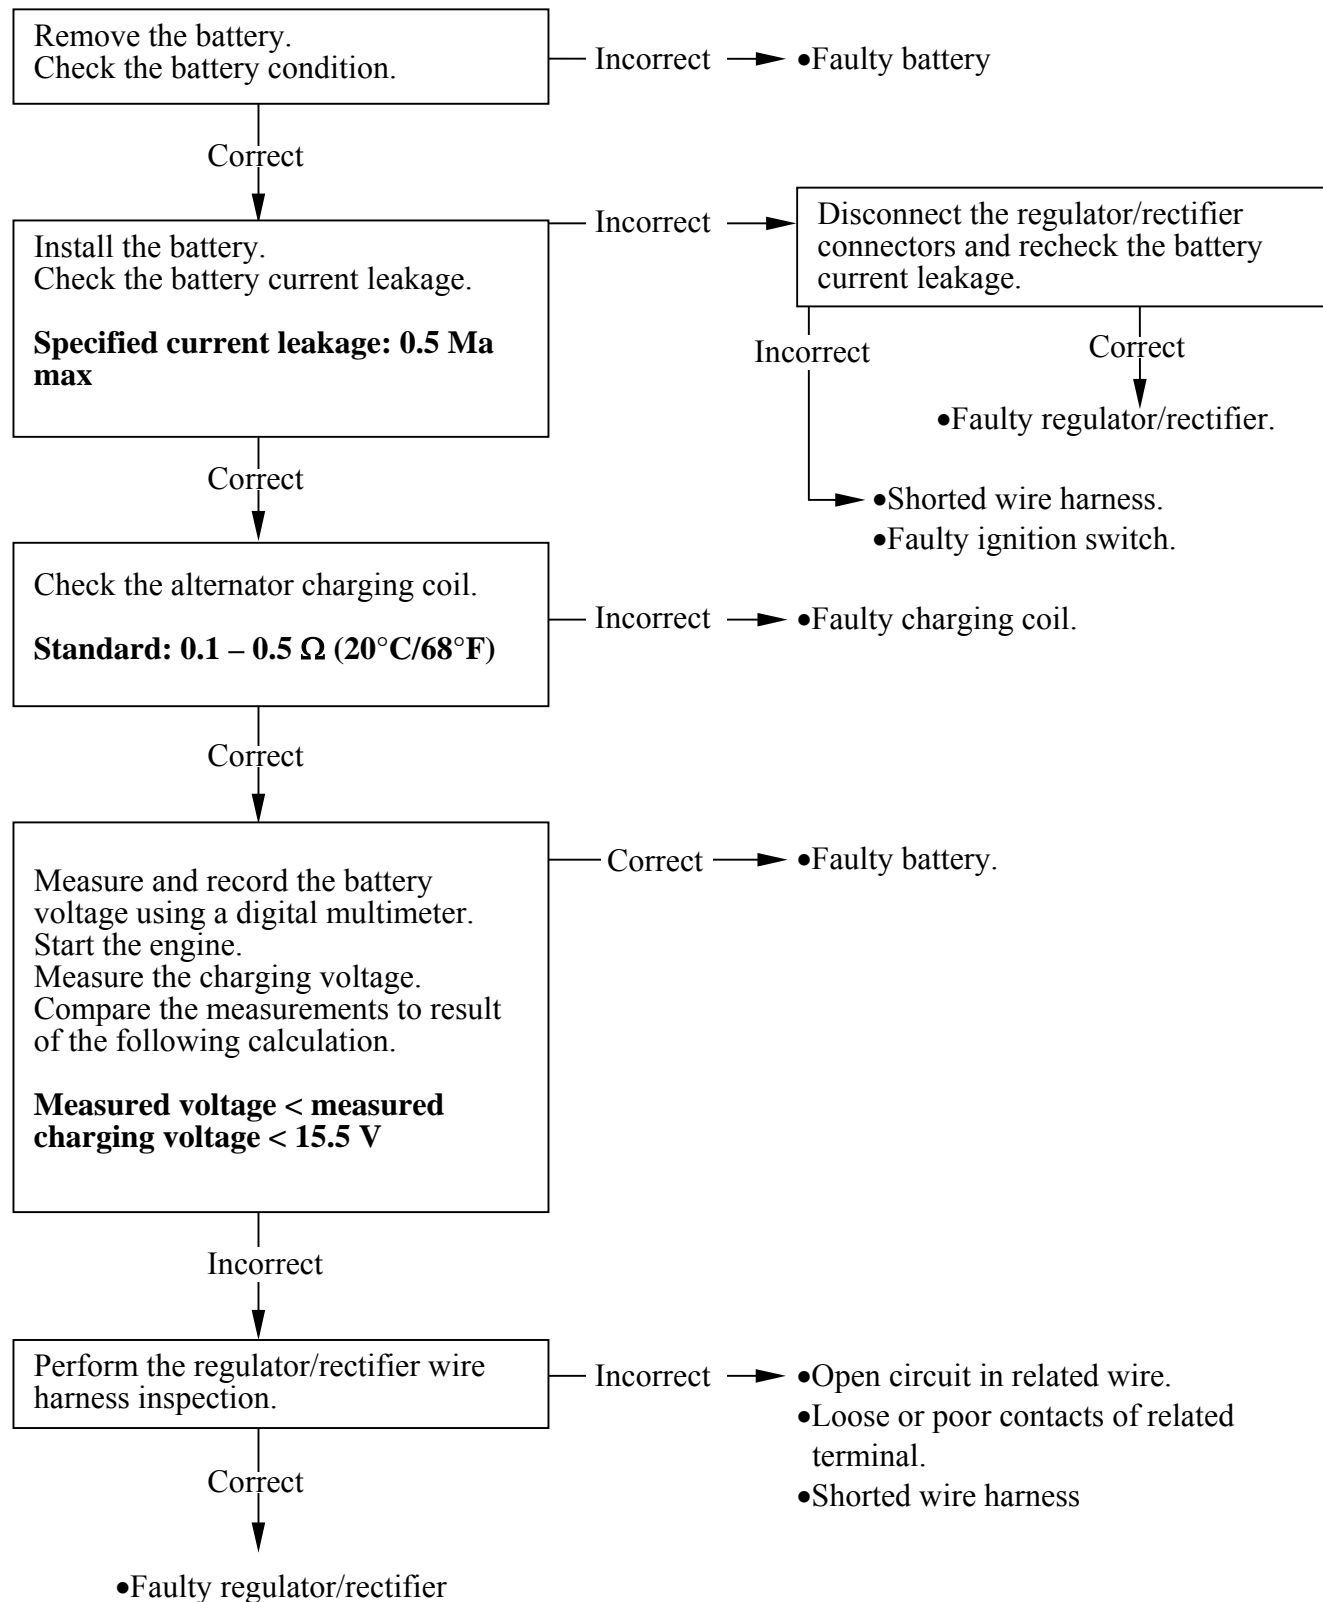 Remove the battery.
Check the battery condition.
Incorrect
•Faulty battery
Correct
Install the battery.
Check the battery current leakage.
Specified current leakage: 0.5 Ma
max
Incorrect
Disconnect the regulator/rectifier
connectors and recheck the battery
current leakage.
Incorrect
Correct
•Faulty regulator/rectifier.
•Shorted wire harness.
•Faulty ignition switch.
Correct
Check the alternator charging coil.
Standard: 0.1 – 0.5 Ω (20°C/68°F)
Incorrect
•Faulty charging coil.
Correct
Measure and record the battery
voltage using a digital multimeter.
Start the engine.
Measure the charging voltage.
Compare the measurements to result
of the following calculation.
Measured voltage < measured
charging voltage < 15.5 V
Correct
•Faulty battery.
Incorrect
Perform the regulator/rectifier wire
harness inspection.
Incorrect
•Open circuit in related wire.
•Loose or poor contacts of related
terminal.
•Shorted wire harness
Correct
•Faulty regulator/rectifier